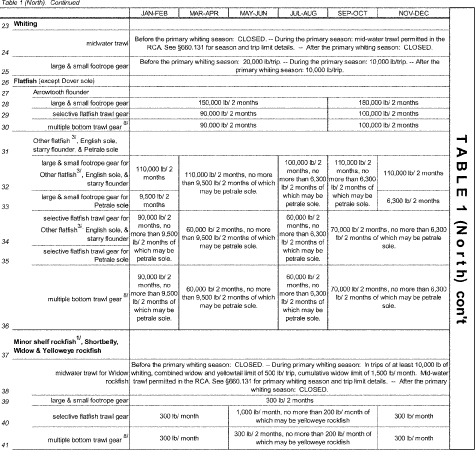 Table 1 (North). Continued
JAN-FEB MAR-APR MAY-JUN JUL-AUG SEP-OCT NOV-DEC
23 Whiting
24 midwater trawl
Before the primary whiting season: CLOSED. -- During the primary season: mid-water trawl permitted in the
RCA. See §660.131 for season and trip limit details. -- After the primary whiting season: CLOSED.
25 large & small footrope gear
Before the primary whiting season: 20,000 lb/trip. -- During the primary season: 10,000 lb/trip. -- After the
primary whiting season: 10,000 lb/trip.
26 Flatfish (except Dover sole)
27 Arrowtooth flounder
28 large & small footrope gear 150,000 lb/ 2 months 180,000 lb/ 2 months
29 selective flatfish trawl gear 90,000 lb/ 2 months 100,000 lb/ 2 months
30 multiple bottom trawl gear 8/ 90,000 lb/ 2 months 100,000 lb/ 2 months
31 Other flatfish 3/, English sole,
starry flounder, & Petrale sole
32 large & small footrope gear for
Other flatfish 3/, English sole, &
starry flounder
110,000 lb/ 2
months
110,000 lb/ 2 months, no more
than 9,500 lb/ 2 months of which
may be petrale sole.
100,000 lb/ 2
months, no
more than 6,300
lb/ 2 months of
which may be
petrale sole.
110,000 lb/ 2
months, no
more than 6,300
lb/ 2 months of
which may be
petrale sole.
110,000 lb/ 2 months
33 large & small footrope gear for
Petrale sole
9,500 lb/ 2
months
6,300 lb/ 2 months
34 selective flatfish trawl gear for
Other flatfish 3/, English sole, &
starry flounder
90,000 lb/ 2
months, no
more than 9,500
lb/ 2 months of
which may be
petrale sole.
60,000 lb/ 2 months, no more
than 9,500 lb/ 2 months of which
may be petrale sole.
60,000 lb/ 2
months, no
more than 6,300
lb/ 2 months of
which may be
petrale sole.
70,000 lb/ 2 months, no more than 6,300
lb/ 2 months of which may be petrale
sole.
35 selective flatfish trawl gear for
Petrale sole
36 multiple bottom trawl gear 8/
90,000 lb/ 2
months, no
more than 9,500
lb/ 2 months of
which may be
petrale sole.
60,000 lb/ 2 months, no more
than 9,500 lb/ 2 months of which
may be petrale sole.
60,000 lb/ 2
months, no
more than 6,300
lb/ 2 months of
which may be
petrale sole.
70,000 lb/ 2 months, no more than 6,300
lb/ 2 months of which may be petrale
sole.
37 Minor shelf rockfish 1/, Shortbelly,
Widow & Yelloweye rockfish
38 midwater trawl for Widow
rockfish
Before the primary whiting season: CLOSED. -- During primary whiting season: In trips of at least 10,000 lb of
whiting, combined widow and yellowtail limit of 500 lb/ trip, cumulative widow limit of 1,500 lb/ month. Mid-water
trawl permitted in the RCA. See §660.131 for primary whiting season and trip limit details. -- After the primary
whiting season: CLOSED.
39 large & small footrope gear 300 lb/ 2 months
40 selective flatfish trawl gear
300 lb/ month
1,000 lb/ month, no more than 200 lb/ month of
which may be yelloweye rockfish
300 lb/ month
41 multiple bottom trawl gear 8/
300 lb/ month
300 lb/ 2 months, no more than 200 lb/ month of
which may be yelloweye rockfish
300 lb/ month
TABLE 1 (North) con't